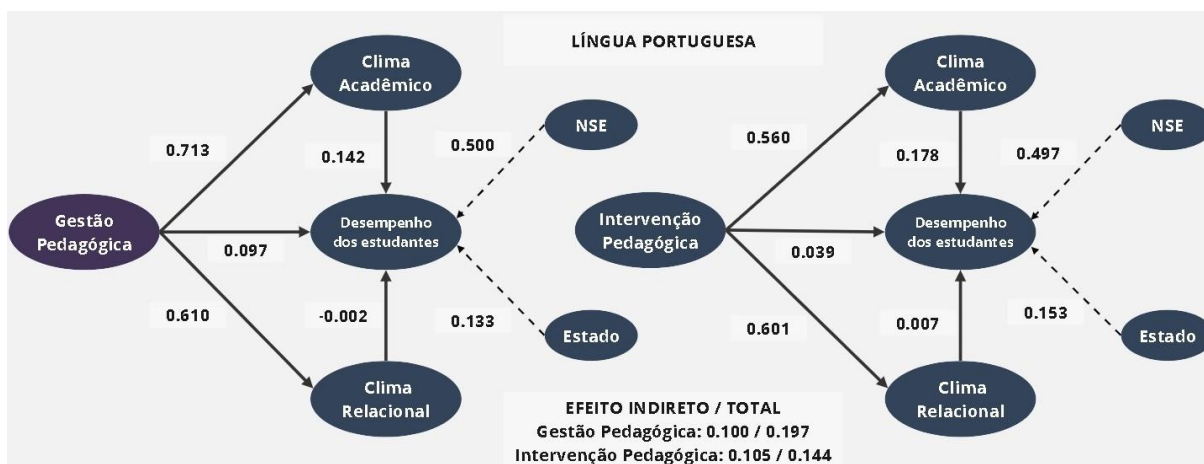 LÍNGUA PORTUGUESA
Clima
Acadêmico
NSE
0.713
0.142
0.500
Gestão
Pedagógica
Desempenho
dos estudantes
0.097
0.610
-0.002
0.133
Estado
Clima
Relacional
Clima
Acadêmico
NSE
0.560
0.178
0.497
Intervenção
Pedagógica
Desempenho
dos estudantes
0.039
0.601
0.007
0.153
Estado
Clima
Relacional
EFEITO INDIRETO / TOTAL
Gestão Pedagógica: 0.100 / 0.197
Intervenção Pedagógica: 0.105 / 0.144